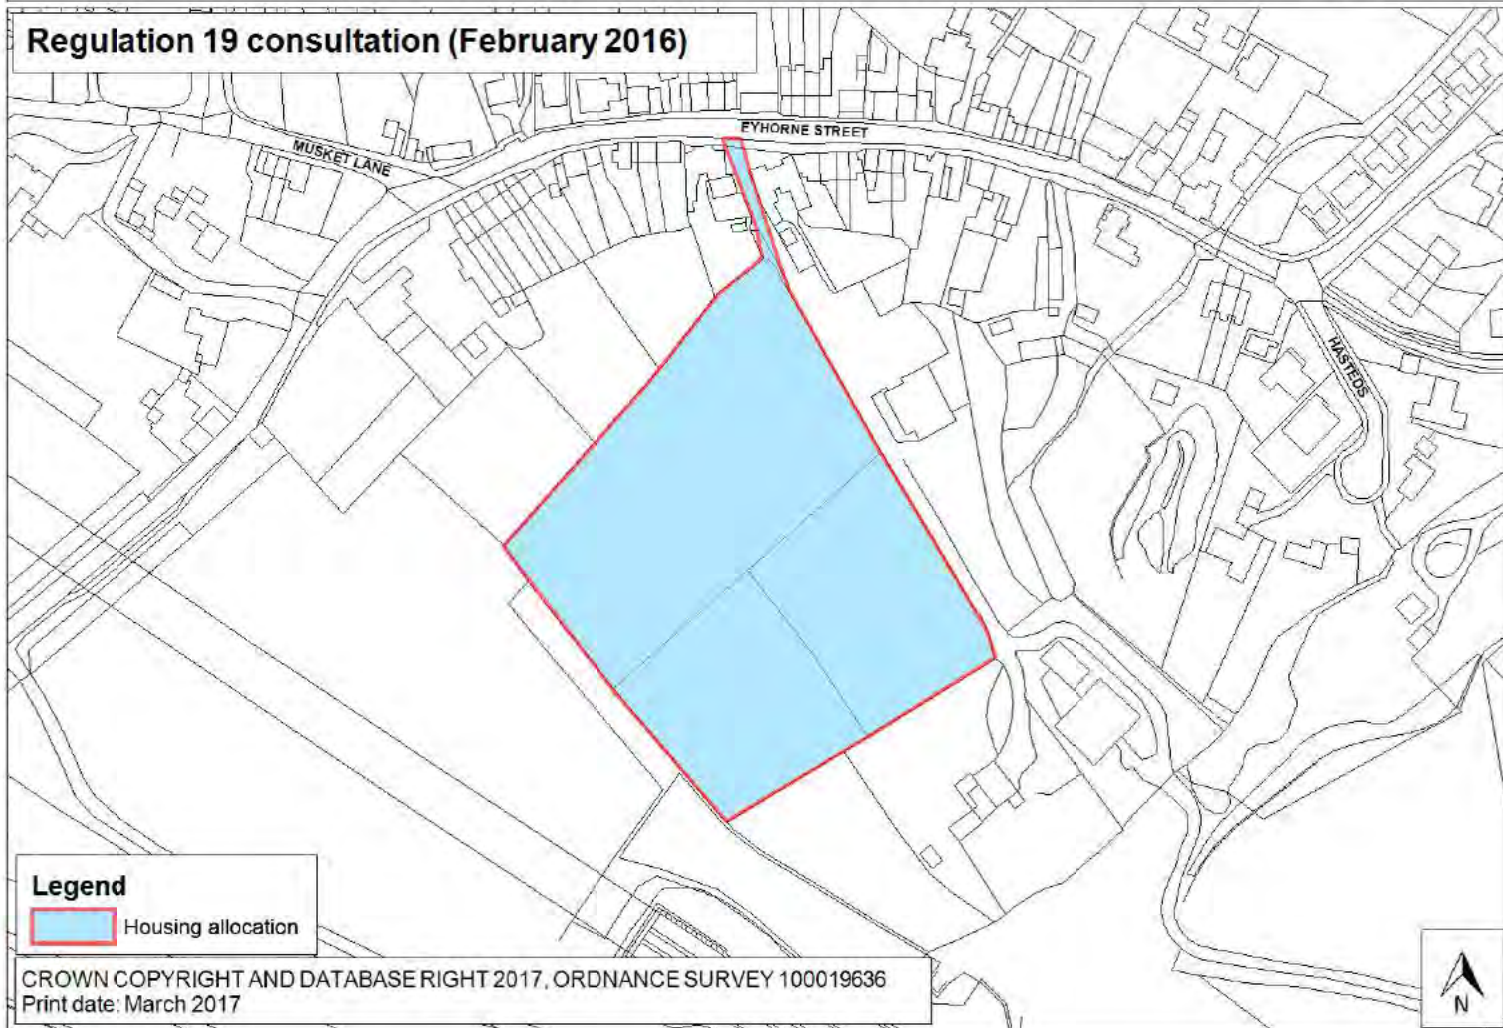 Regulation 19 consultation (February 2016)
EYHORNE STREET
MUSKET LANE
HASTEDS
Legend
Housing allocation
CROWN COPYRIGHT AND DATABASE RIGHT 2017, ORDNANCE SURVEY 100019636
Print date: March 2017
N